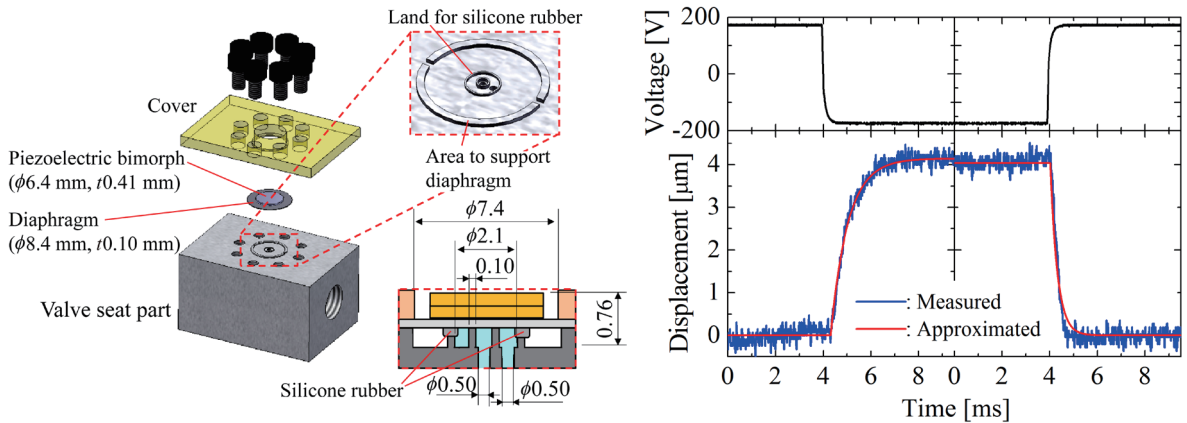 Land for silicone rubber
Cover
Piezoelectric bimorph
(ϕ6.4 mm, t0.41 mm)
Diaphragm
(ϕ8.4 mm, t0.10 mm)
Valve seat part
Area to support
diaphragm
ϕ7.4
ϕ2.1
0.10
0.76
Silicone rubber
ϕ0.50
ϕ0.50
Voltage [V]
200
0
-200
Displacement [μm]
4
3
2
1
0
: Measured
: Approximated
0 2 4 6 8 0 2 4 6 8
Time [ms]